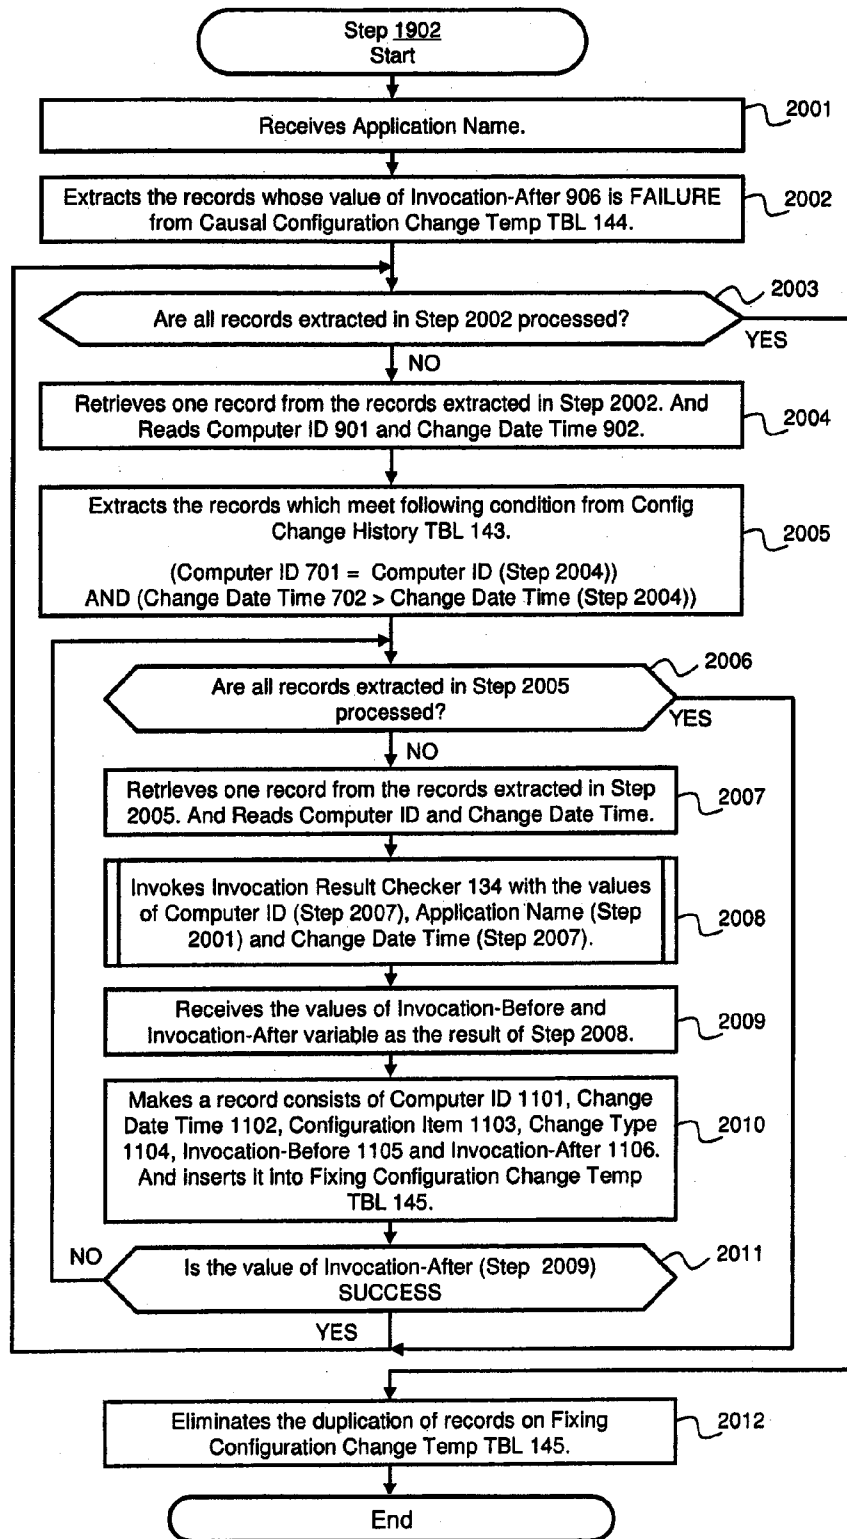 Step 1902
Start
2001
Receives Application Name.
Extracts the records whose value of Invocation-After 906 is FAILURE
from Causal Configuration Change Temp TBL 144.
2002
2003
Are all records extracted in Step 2002 processed?
YES
NO
Retrieves one record from the records extracted in Step 2002. And
Reads Computer ID 901 and Change Date Time 902.
2004
Extracts the records which meet following condition from Config
Change History TBL 143.
2005
(Computer ID 701 = Computer ID (Step 2004))
AND (Change Date Time 702 > Change Date Time (Step 2004))
2006
Are all records extracted in Step 2005
processed?
YES
NO
Retrieves one record from the records extracted in Step
2005. And Reads Computer ID and Change Date Time.
2007
Invokes Invocation Result Checker 134 with the values
of Computer ID (Step 2007), Application Name (Step
2001) and Change Date Time (Step 2007).
2008
Receives the values of Invocation-Before and
Invocation-After variable as the result of Step 2008.
2009
Makes a record consists of Computer ID 1101, Change
Date Time 1102, Configuration Item 1103, Change Type
1104, Invocation-Before 1105 and Invocation-After 1106.
And inserts it into Fixing Configuration Change Temp
TBL 145.
2010
NO
2011
Is the value of Invocation-After (Step 2009)
SUCCESS
YES
Eliminates the duplication of records on Fixing
Configuration Change Temp TBL 145.
2012
End